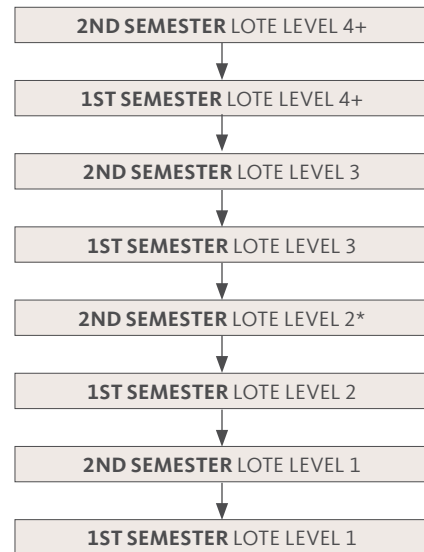 2ND SEMESTER LOTE LEVEL 4+
1ST SEMESTER LOTE LEVEL 4+
2ND SEMESTER LOTE LEVEL 3
1ST SEMESTER LOTE LEVEL 3
2ND SEMESTER LOTE LEVEL 2*
1ST SEMESTER LOTE LEVEL 2
2ND SEMESTER LOTE LEVEL 1
1ST SEMESTER LOTE LEVEL 1